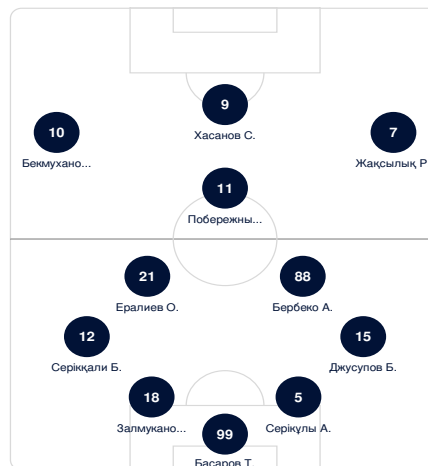 9
Хасанов С.
10
Бекмухано...
7
Жақсылық Р
11
Побережны...
21
Ералиев О.
88
Бербеко А.
12
Серікқали Б.
15
Джусупов Б.
18
Залмукано...
5
Серікұлы А.
99
Басаров Т.